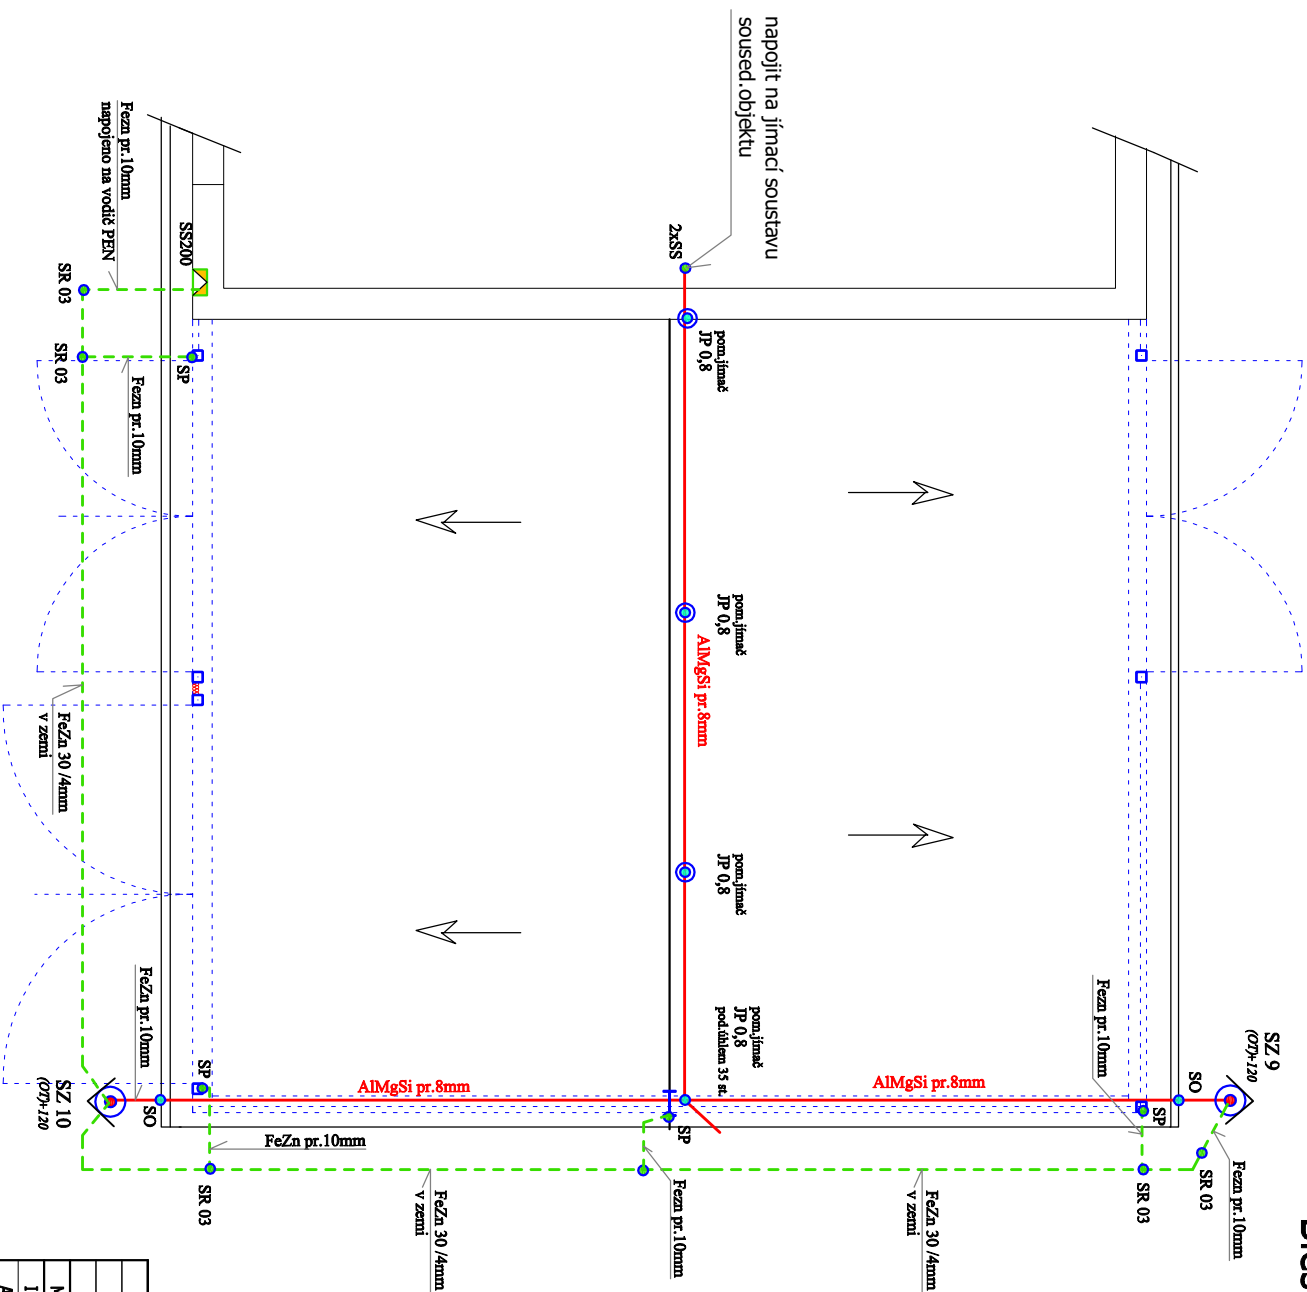 napojit na jímací soustavu
soused.objektu
Fezn pr.10mm
napojeno na vodič PEN
SS200
2xSS
SR 03
SR 03
SP
Fezn pr.10mm
pom.jímač
JP 0,8
pom.jímač
JP 0,8
AlMgSi pr.8mm
FeZn 30 /4mm
v zemi
pom.jímač
JP 0,8
pom.jímač
JP 0,8
pod.úhlem 35 st.
Fezn pr.10mm
SZ 9
(OT)+120
SO
SP
AlMgSi pr.8mm
AlMgSi pr.8mm
FeZn pr.10mm
SP
SZ 10
(OT)+120
SO
FeZn pr.10mm
SP
SR 03
FeZn 30 /4mm
v zemi
Fezn pr.10mm
FeZn 30 /4mm
v zemi
SR 03
SR 03
Fezn pr.10mm